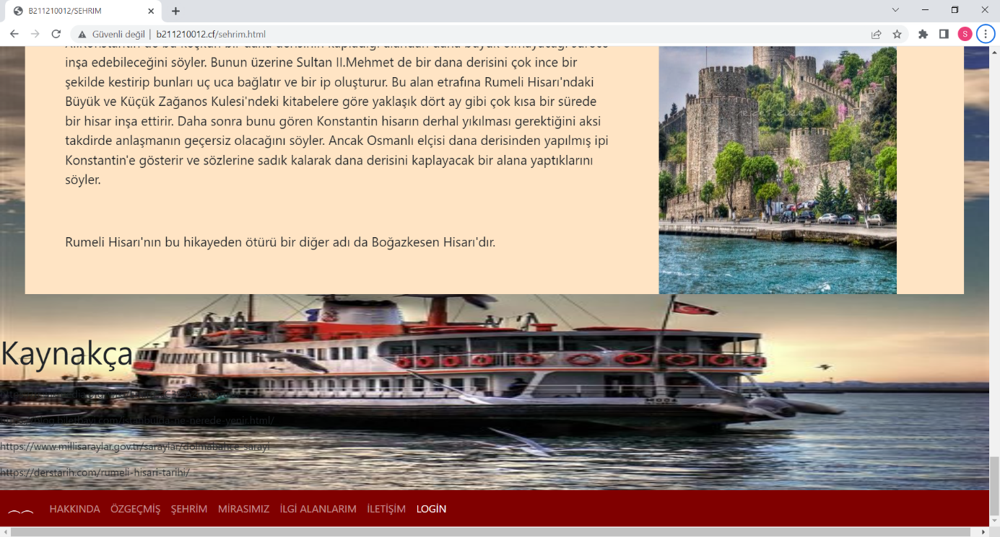 B211210012/SEHRIM
Güvenli değil | b211210012.cf/sehrim.html
S
inşa edebileceğini söyler. Bunun üzerine Sultan II.Mehmet de bir dana derisini çok ince bir
şekilde kestirip bunları uç uca bağlatır ve bir ip oluşturur. Bu alan etrafına Rumeli Hisarı'ndaki
Büyük ve Küçük Zağanos Kulesi'ndeki kitabelere göre yaklaşık dört ay gibi çok kısa bir sürede
bir hisar inşa ettirir. Daha sonra bunu gören Konstantin hisarın derhal yıkılması gerektiğini aksi
takdirde anlaşmanın geçersiz olacağını söyler. Ancak Osmanlı elçisi dana derisinden yapılmış ipi
Konstantin'e gösterir ve sözlerine sadık kalarak dana derisini kaplayacak bir alana yaptıklarını
söyler.
Rumeli Hisarı'nın bu hikayeden ötürü bir diğer adı da Boğazkesen Hisarı'dır.
Kaynakça
https://blog.biletbayi.com/istanbulda-ne-nerede-yenir.html/
https://www.millisaraylar.gov.tr/saraylar/dolmabahce-sarayi
https://derstarih.com/rumeli-hisari-tarihi/
HAKKINDA ÖZGEÇMİŞ ŞEHRİM MİRASIMIZ İLGİ ALANLARIM İLETİŞİM LOGİN